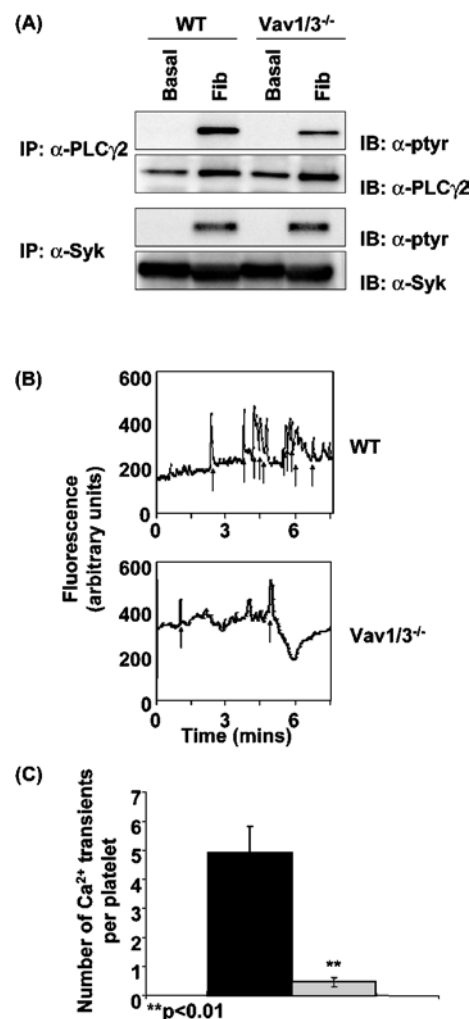 (A)
WT Vav1/3-/-
Basal Fib Basal Fib
IP: α-PLCγ2
IB: α-ptyr
IB: α-PLCγ2
IP: α-Syk
IB: α-ptyr
IB: α-Syk
(B)
600
400
200
0
0 3 6
WT
Fluorescence
(arbitrary units)
600
400
200
0
0 3 6
Vav1/3-/-
Time (mins)
(C)
Number of Ca2+ transients
per platelet
7
6
5
4
3
2
1
0
**
**p<0.01